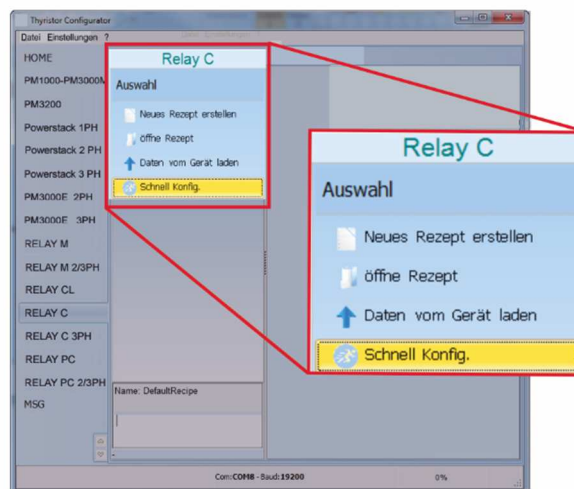 Thyristor Configurator
Datei Einstellungen ?
HOME
PM1000-PM3000M
PM3200
Powerstack 1PH
Powerstack 2 PH
Powerstack 3 PH
PM3000E 2PH
PM3000E 3PH
RELAY M
RELAY M 2/3PH
RELAY CL
RELAY C
RELAY C 3PH
RELAY PC
RELAY PC 2/3PH
MSG
Relay C
Auswahl
Neues Rezept erstellen
öffne Rezept
Daten vom Gerät laden
Schnell Konfig.
Name: DefaultRecipe
Relay C
Auswahl
Neues Rezept erstellen
öffne Rezept
Daten vom Gerät laden
Schnell Konfig.
Com:COM8 - Baud:19200
0%